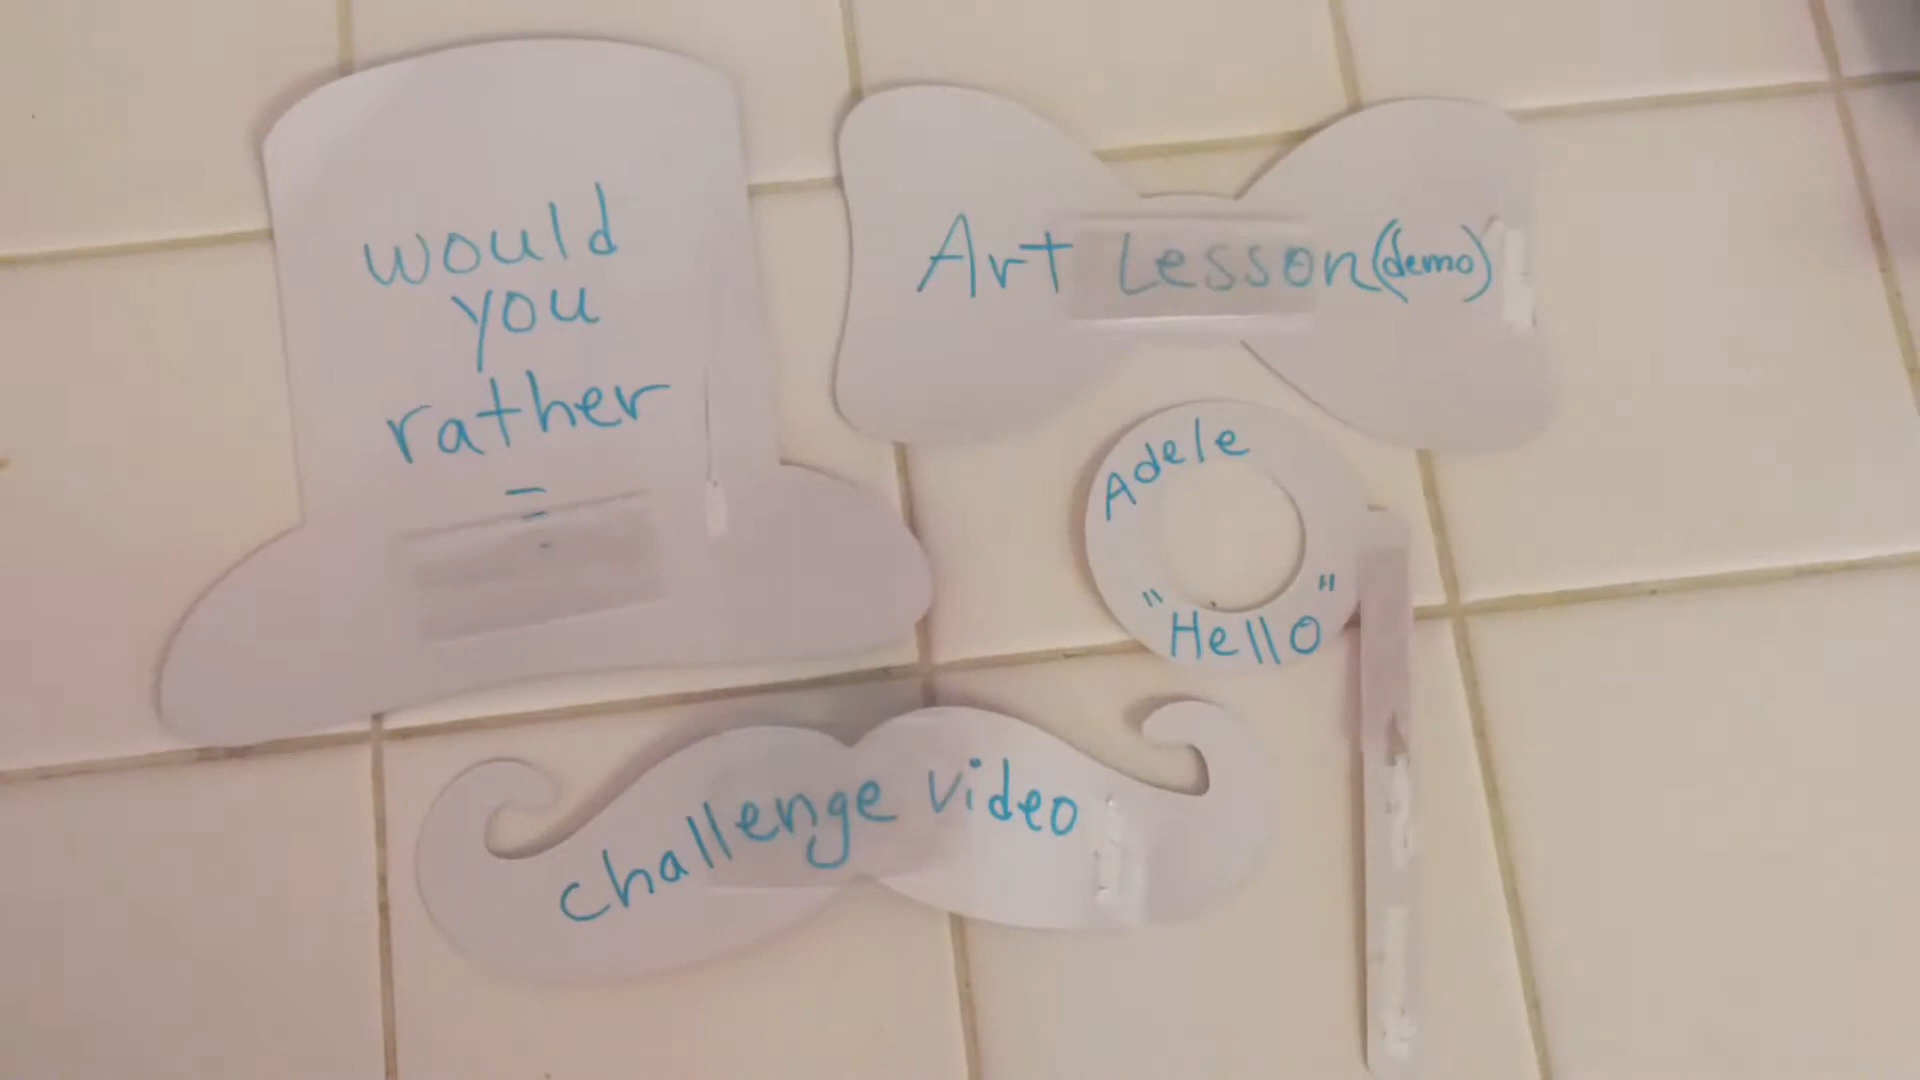 would
you
rather
Art Lesson (demo)
Adele
"Hello"
challenge video